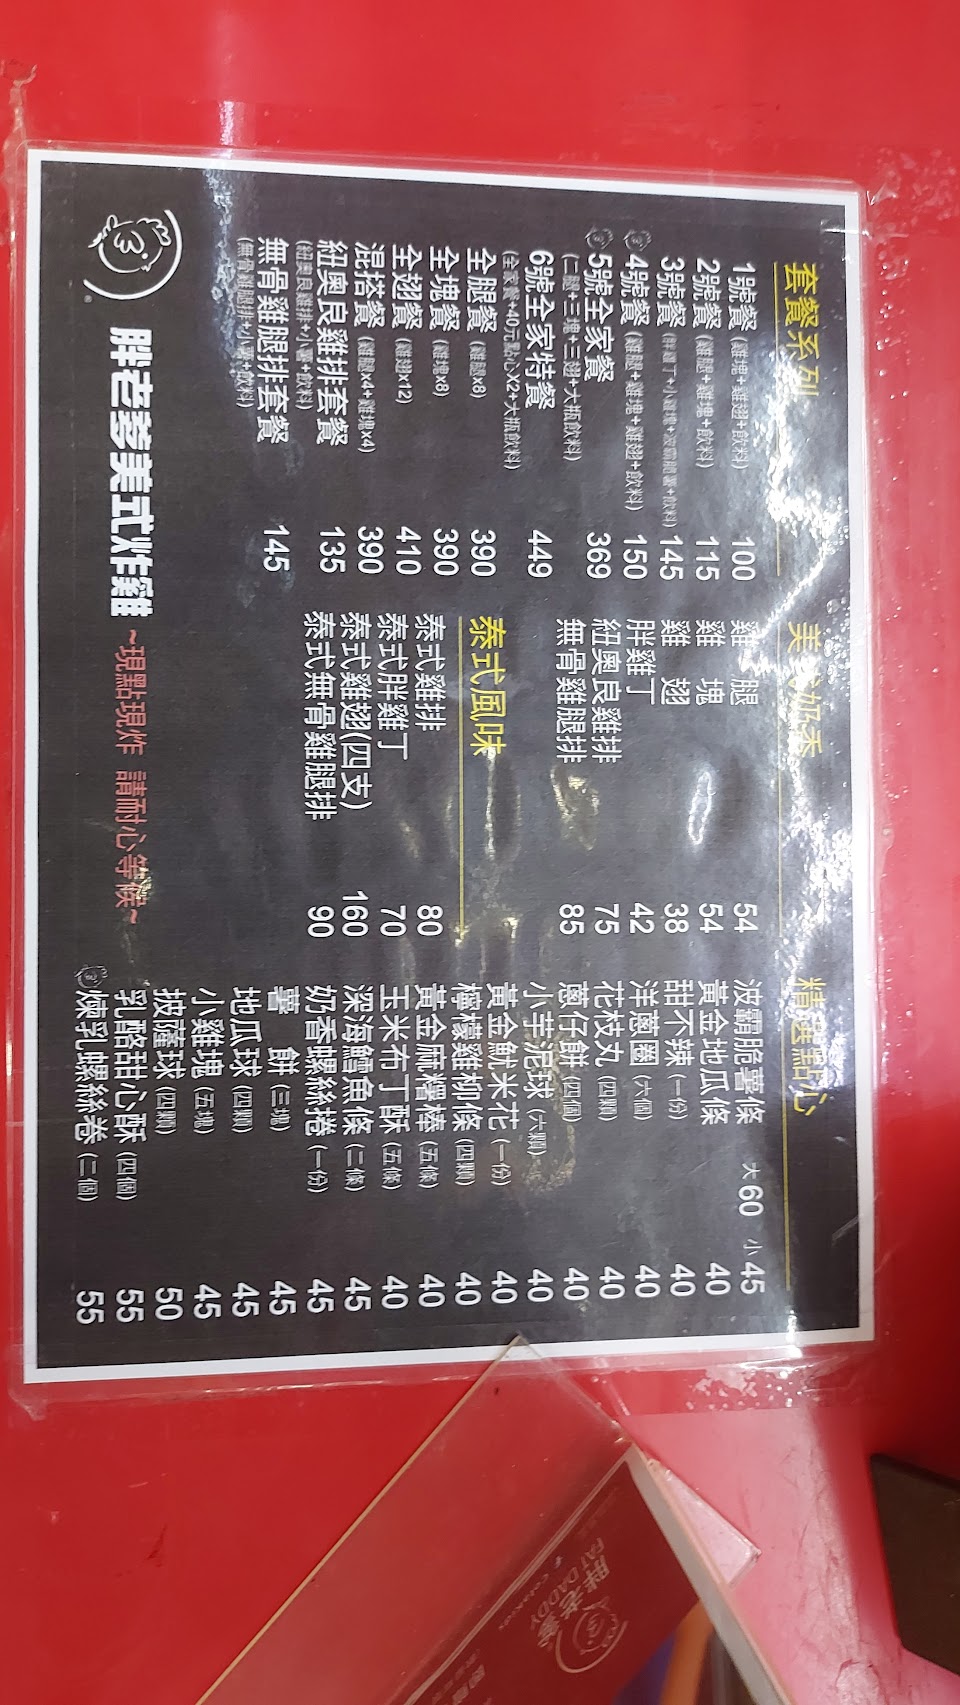 套餐系列
1號餐 (雞塊+雞翅+飲料) 100
2號餐 (雞腿+雞塊+飲料) 115
3號餐 (胖雞丁+小雞塊+波霸脆薯+飲料) 145
4號餐 (雞腿+雞塊+雞翅+飲料) 150
5號全家餐 369
(二腿+三塊+三翅+大瓶飲料)
6號全家特餐 449
(全家餐+40元點心X2+大瓶飲料)
全腿餐 (雞腿x8) 390
全塊餐 (雞塊x8) 390
全翅餐 (雞翅x12) 410
混搭餐 (雞腿x4+雞塊x4) 390
紐奧良雞排套餐 135
(紐奧良雞排+小薯+飲料)
無骨雞腿排套餐 145
(無骨雞腿排+小薯+飲料)
美式奶香
雞 腿 54
雞 塊 54
雞 翅 38
胖雞丁 42
紐奧良雞排 75
無骨雞腿排 85
泰式風味
泰式雞排 80
泰式胖雞丁 70
泰式雞翅(四支) 160
泰式無骨雞腿排 90
精選點心
波霸脆薯條 大60 小45
黃金地瓜條 40
甜不辣 (一份) 40
洋蔥圈 (六個) 40
花枝丸 (四顆) 40
蔥仔餅 (四個) 40
小芋泥球 (六顆) 40
黃金魷米花 (一份) 40
檸檬雞柳條 (四顆) 40
黃金麻糬棒 (五條) 40
玉米布丁酥 (五條) 40
深海鱈魚條 (二條) 45
奶香螺絲捲 (一份) 45
薯 餅 (三塊) 45
地瓜球 (四顆) 45
小雞塊 (五塊) 45
披薩球 (四顆) 50
乳酪甜心酥 (四個) 55
煉乳螺絲卷 (二個) 55
胖老爹美式炸雞 ~現點現炸 請耐心等候~
胖老爹
FAT DADDY